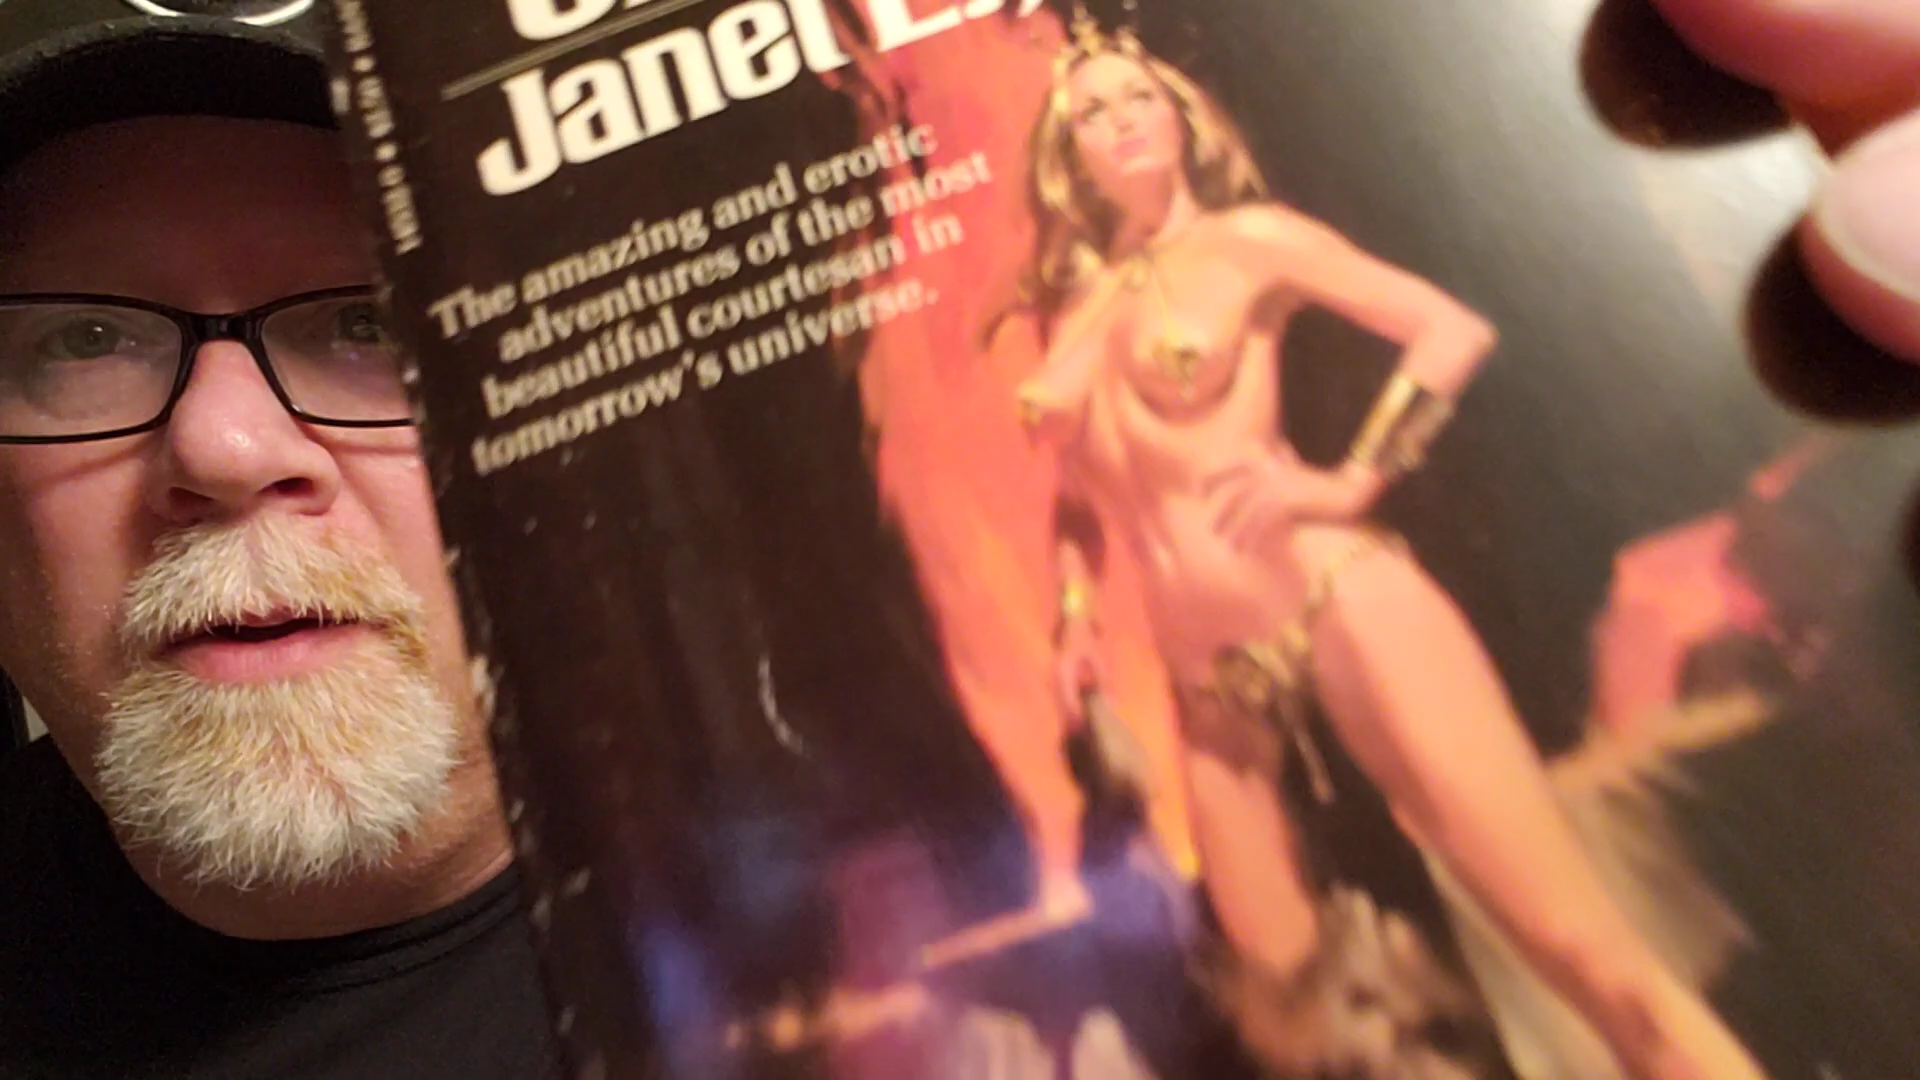 Janet E.
The amazing and erotic
adventures of the most
beautiful courtesan in
tomorrow's universe.